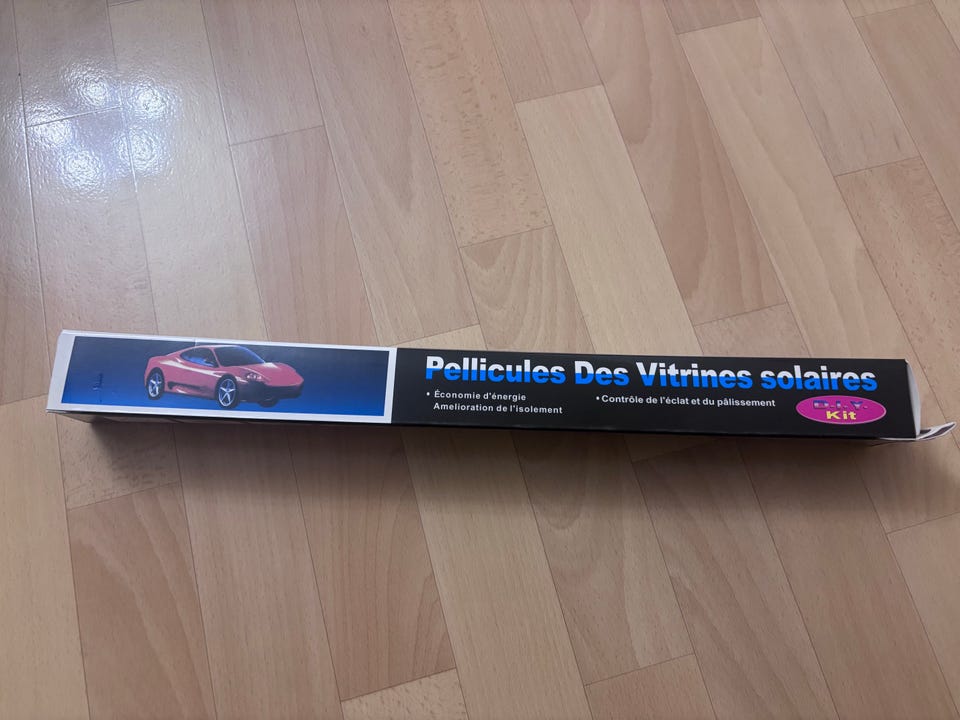 Pellicules Des Vitrines solaires
• Économie d'énergie
Amelioration de l'isolement
• Contrôle de l'éclat et du pâlissement
D.I.Y.
Kit